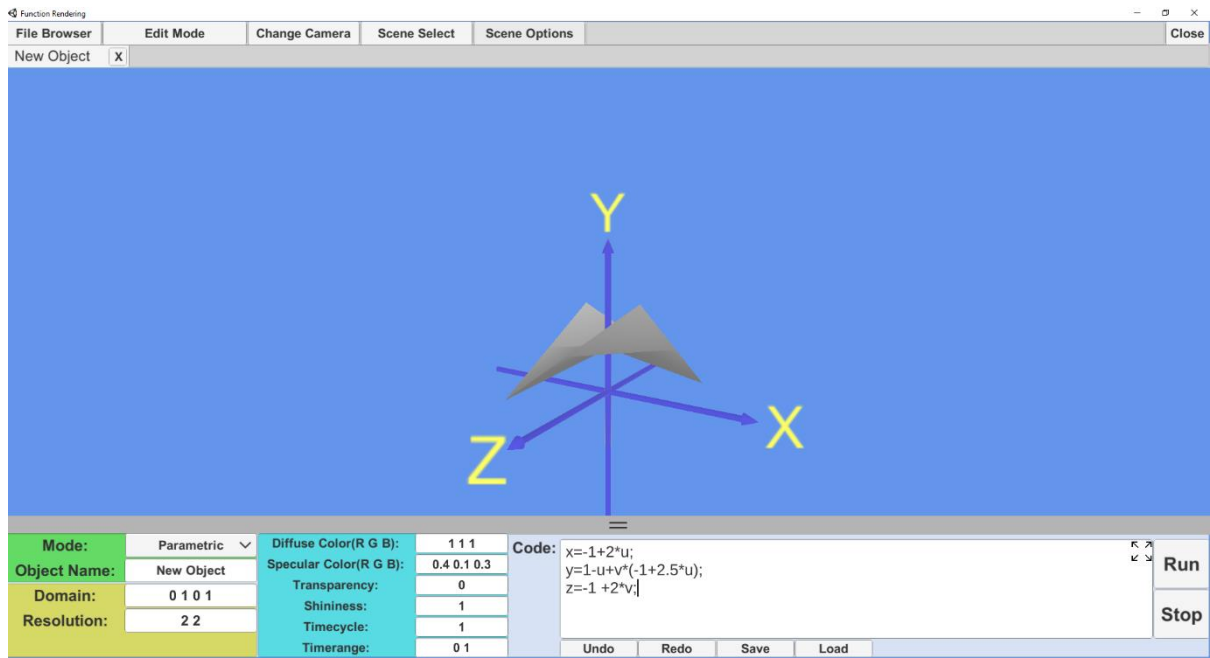 Function Rendering
File Browser Edit Mode Change Camera Scene Select Scene Options Close
New Object X
Y
X
Z
Mode: Parametric
Object Name: New Object
Domain: 0 1 0 1
Resolution: 2 2
Diffuse Color(R G B): 1 1 1
Specular Color(R G B): 0.4 0.1 0.3
Transparency: 0
Shininess: 1
Timecycle: 1
Timerange: 0 1
Code:
x=-1+2*u;
y=1-u+v*(-1+2.5*u);
z=-1 +2*v;
Run
Stop
Undo Redo Save Load